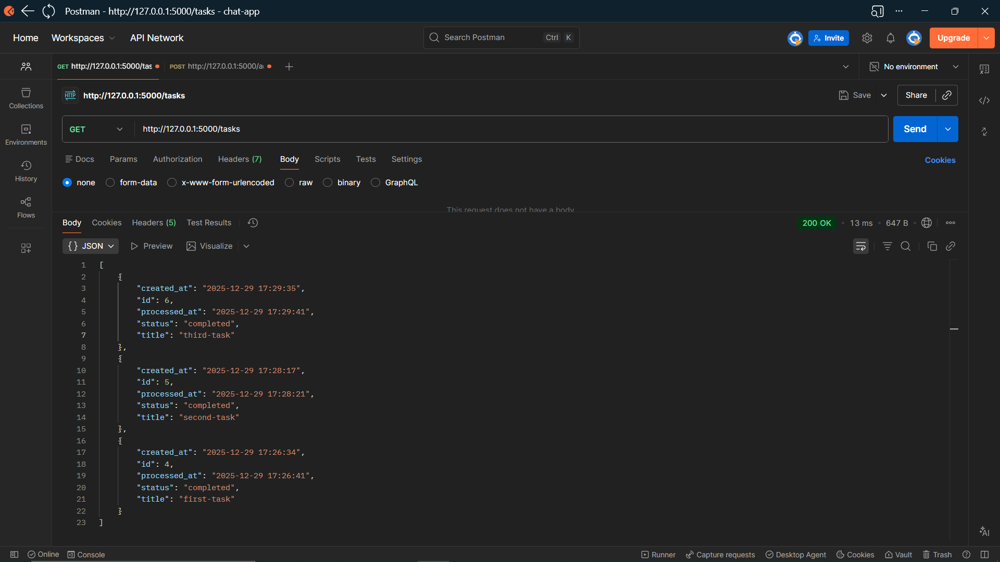 Postman - http://127.0.0.1:5000/tasks - chat-app
Home Workspaces API Network Search Postman Ctrl K Invite Upgrade
GET http://127.0.0.1:5000/tas POST http://127.0.0.1:5000/a No environment
HTTP http://127.0.0.1:5000/tasks Save Share
Collections
GET http://127.0.0.1:5000/tasks Send
Environments
Docs Params Authorization Headers (7) Body Scripts Tests Settings Cookies
History
none form-data x-www-form-urlencoded raw binary GraphQL
Flows
This request does not have a body
Body Cookies Headers (5) Test Results 200 OK 13 ms 647 B
{} JSON Preview Visualize
1 [
2 {
3 "created_at": "2025-12-29 17:29:35",
4 "id": 6,
5 "processed_at": "2025-12-29 17:29:41",
6 "status": "completed",
7 "title": "third-task"
8 },
9 {
10 "created_at": "2025-12-29 17:28:17",
11 "id": 5,
12 "processed_at": "2025-12-29 17:28:21",
13 "status": "completed",
14 "title": "second-task"
15 },
16 {
17 "created_at": "2025-12-29 17:26:34",
18 "id": 4,
19 "processed_at": "2025-12-29 17:26:41",
20 "status": "completed",
21 "title": "first-task"
22 }
23 ]
AI
Online Console Runner Capture requests Desktop Agent Cookies Vault Trash